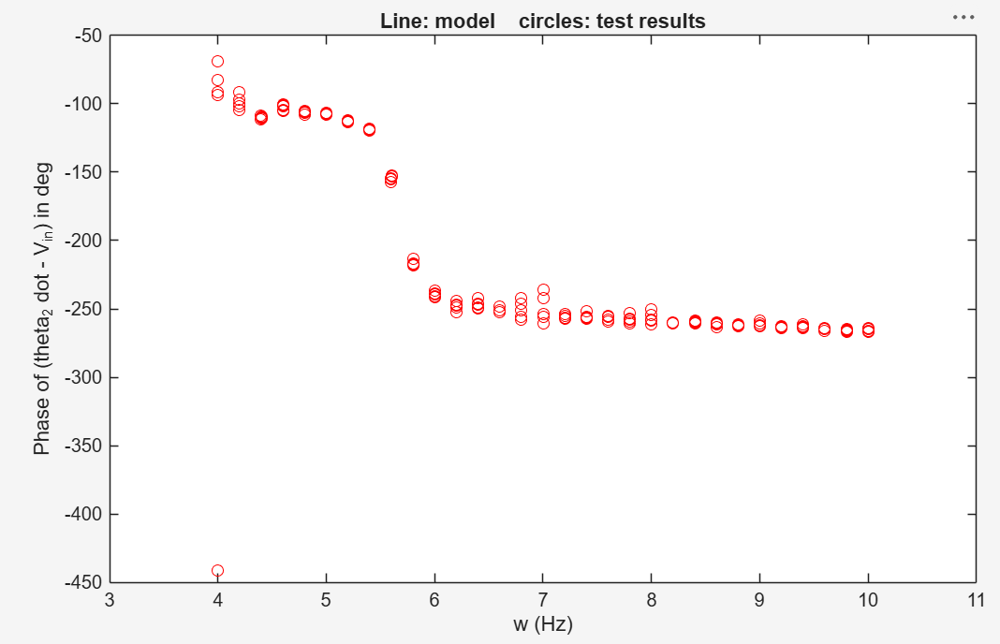 Line: model    circles: test results
-50
-100
-150
-200
-250
-300
-350
-400
-450
Phase of (theta₂ dot - Vᵢₙ) in deg
3 4 5 6 7 8 9 10 11
w (Hz)